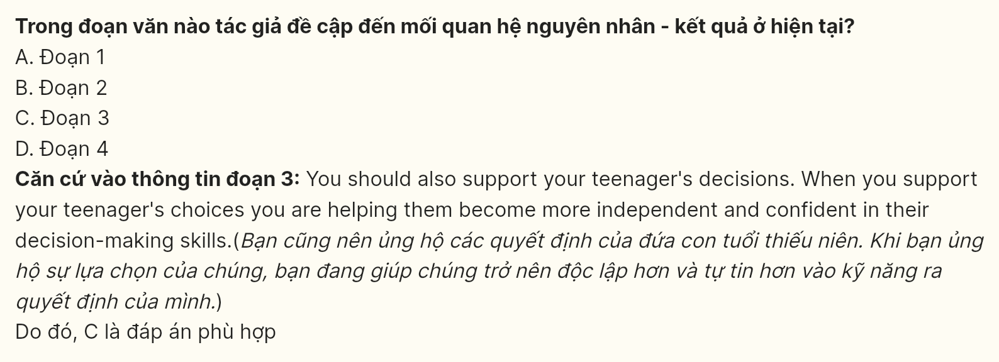 Trong đoạn văn nào tác giả đề cập đến mối quan hệ nguyên nhân - kết quả ở hiện tại?
A. Đoạn 1
B. Đoạn 2
C. Đoạn 3
D. Đoạn 4
Căn cứ vào thông tin đoạn 3: You should also support your teenager's decisions. When you support
your teenager's choices you are helping them become more independent and confident in their
decision-making skills.(Bạn cũng nên ủng hộ các quyết định của đứa con tuổi thiếu niên. Khi bạn ủng
hộ sự lựa chọn của chúng, bạn đang giúp chúng trở nên độc lập hơn và tự tin hơn vào kỹ năng ra
quyết định của mình.)
Do đó, C là đáp án phù hợp